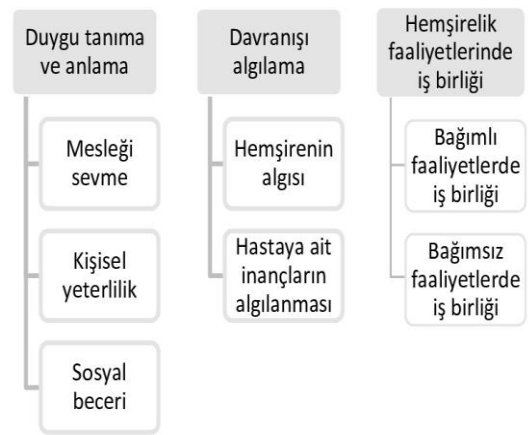 Duygu tanıma
ve anlama
Mesleği
sevme
Kişisel
yeterlilik
Sosyal
beceri
Davranışı
algılama
Hemşirenin
algısı
Hastaya ait
inançların
algılanması
Hemşirelik
faaliyetlerinde
iş birliği
Bağımlı
faaliyetlerde
iş birliği
Bağımsız
faaliyetlerde
iş birliği